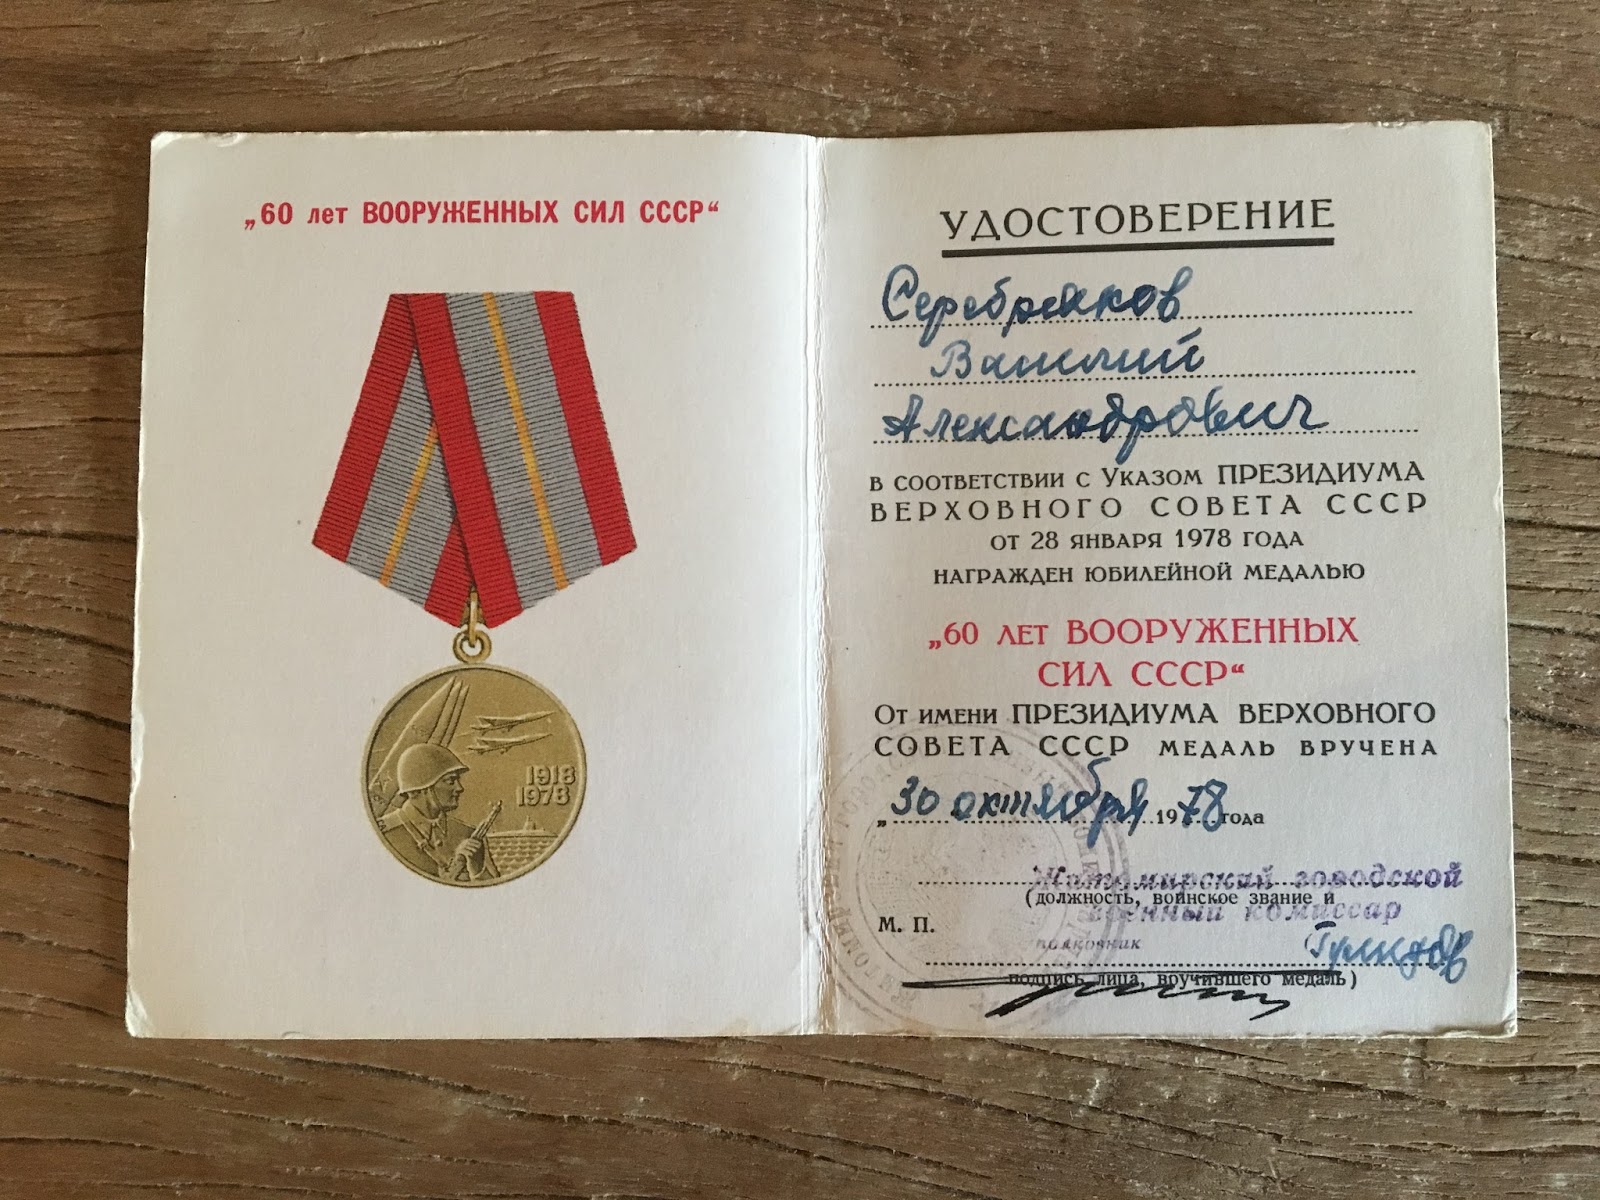 „60 лет ВООРУЖЕННЫХ СИЛ СССР“
1918
1978
УДОСТОВЕРЕНИЕ
Серебряков
Василий
Александрович
в соответствии с Указом ПРЕЗИДИУМА
ВЕРХОВНОГО СОВЕТА СССР
от 28 января 1978 года
награжден юбилейной медалью
„60 лет ВООРУЖЕННЫХ
СИЛ СССР“
От имени ПРЕЗИДИУМА ВЕРХОВНОГО
СОВЕТА СССР медаль вручена
„30 октября 1978 года
Житомирский городской
(должность, воинское звание и
военный комиссар
М. П.
полковник
подпись лица, вручившего медаль)